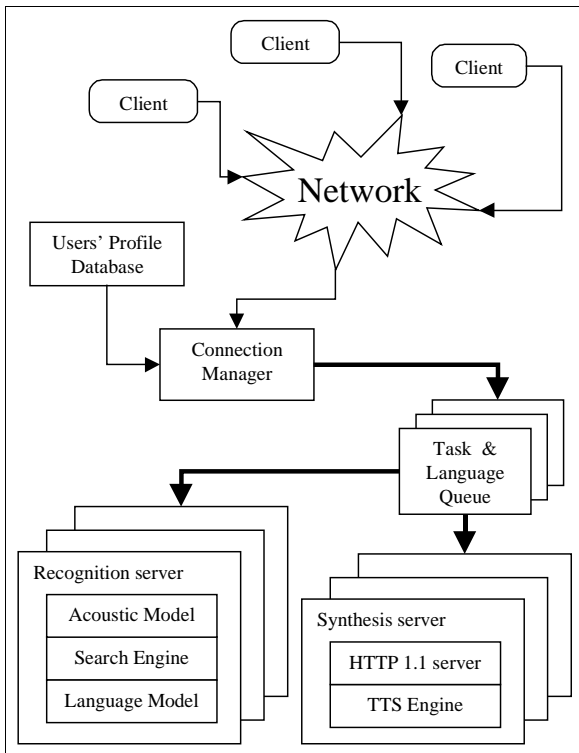 Client
Client
Client
Network
Users’ Profile
Database
Connection
Manager
Task &
Language
Queue
Recognition server
Acoustic Model
Search Engine
Language Model
Synthesis server
HTTP 1.1 server
TTS Engine